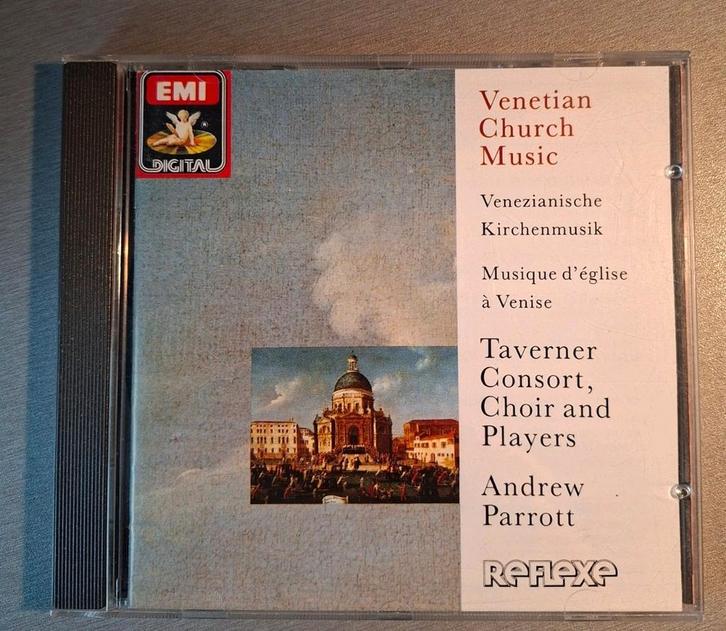 EMI
DIGITAL
Venetian
Church
Music
Venezianische
Kirchenmusik
Musique d'église
à Venise
Taverner
Consort,
Choir and
Players
Andrew
Parrott
REFLEXE